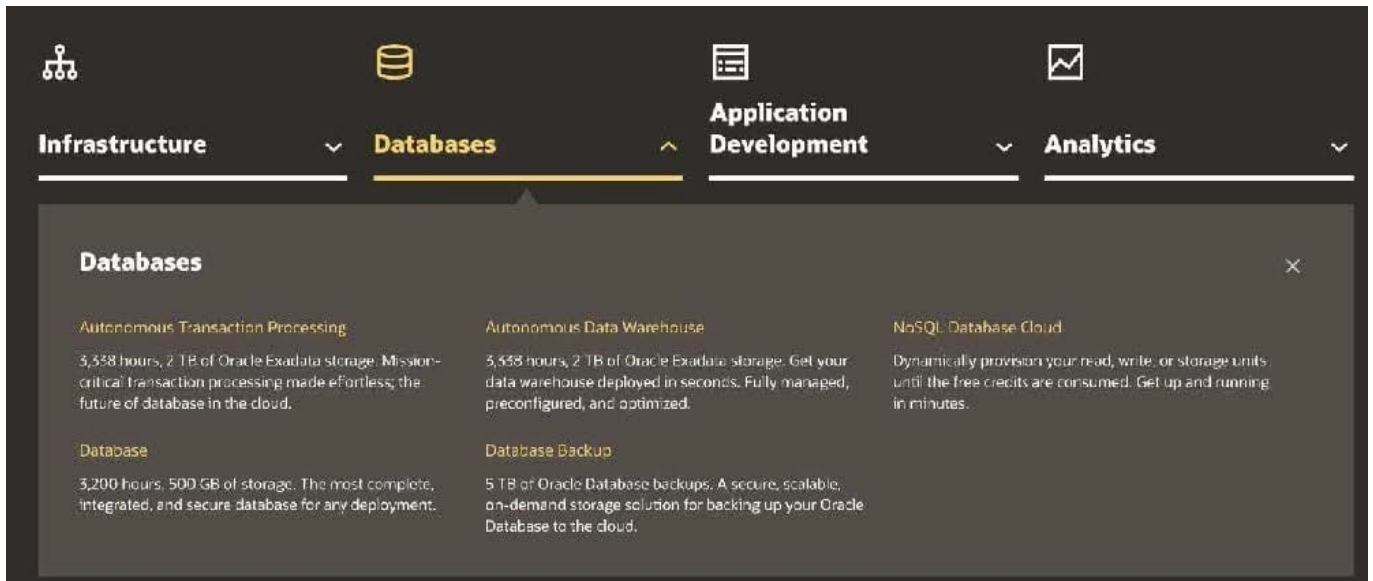 Infrastructure
Databases
Application
Development
Analytics
Databases
Autonomous Transaction Processing
3,338 hours, 2 TB of Oracle Exadata storage. Mission-
critical transaction processing made effortless; the
future of database in the cloud.
Autonomous Data Warehouse
3,338 hours, 2 TB of Oracle Exadata storage. Get your
data warehouse deployed in seconds. Fully managed,
preconfigured, and optimized.
NoSQL Database Cloud
Dynamically provision your read, write, or storage units
until the free credits are consumed. Get up and running
in minutes.
Database
3,200 hours, 500 GB of storage. The most complete,
integrated, and secure database for any deployment.
Database Backup
5 TB of Oracle Database backups. A secure, scalable,
on-demand storage solution for backing up your Oracle
Database to the cloud.